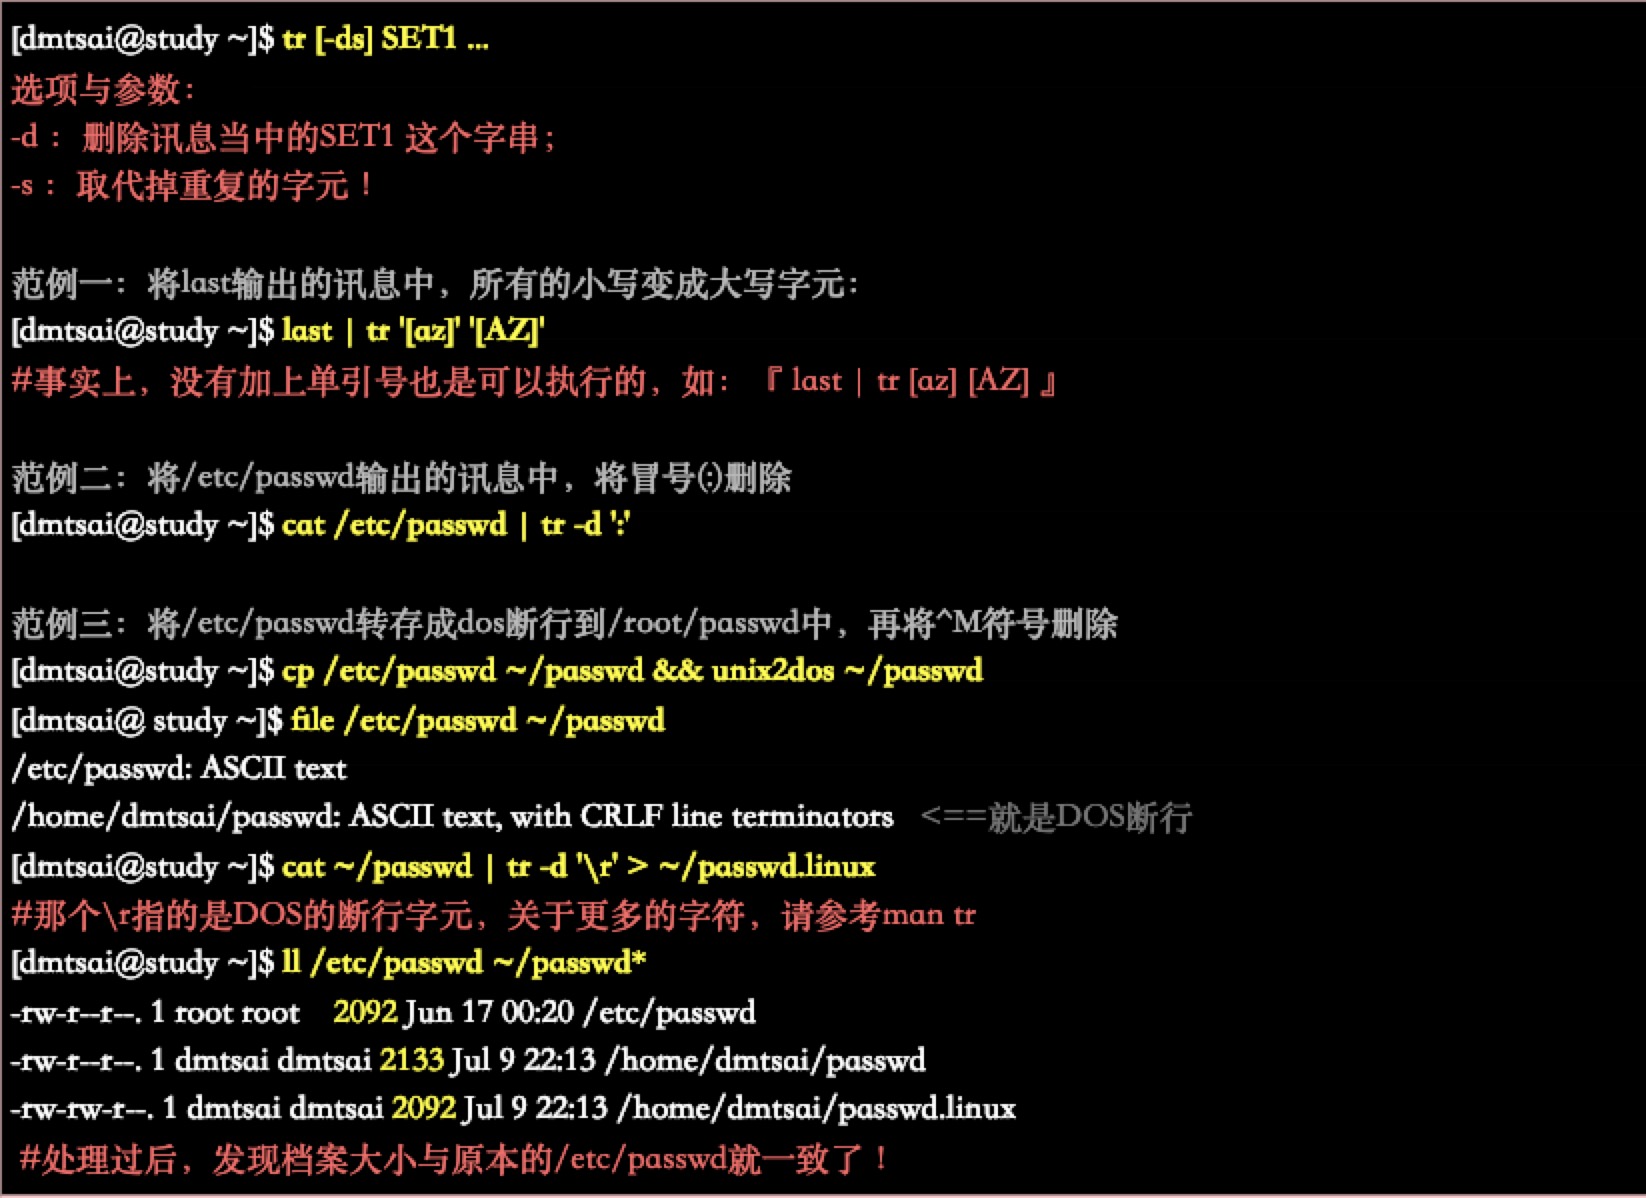 [dmtsai@study ~]$ tr [-ds] SET1 ...
选项与参数：
-d ：删除讯息当中的SET1 这个字串；
-s ：取代掉重复的字元！
范例一：将last输出的讯息中，所有的小写变成大写字元：
[dmtsai@study ~]$ last | tr '[az]' '[AZ]'
#事实上，没有加上单引号也是可以执行的，如：『 last | tr [az] [AZ] 』
范例二：将/etc/passwd输出的讯息中，将冒号(:)删除
[dmtsai@study ~]$ cat /etc/passwd | tr -d ':'
范例三：将/etc/passwd转存成dos断行到/root/passwd中，再将^M符号删除
[dmtsai@study ~]$ cp /etc/passwd ~/passwd && unix2dos ~/passwd
[dmtsai@ study ~]$ file /etc/passwd ~/passwd
/etc/passwd: ASCII text
/home/dmtsai/passwd: ASCII text, with CRLF line terminators <==就是DOS断行
[dmtsai@study ~]$ cat ~/passwd | tr -d '\r' > ~/passwd.linux
#那个\r指的是DOS的断行字元，关于更多的字符，请参考man tr
[dmtsai@study ~]$ ll /etc/passwd ~/passwd*
-rw-r--r--. 1 root root 2092 Jun 17 00:20 /etc/passwd
-rw-r--r--. 1 dmtsai dmtsai 2133 Jul 9 22:13 /home/dmtsai/passwd
-rw-rw-r--. 1 dmtsai dmtsai 2092 Jul 9 22:13 /home/dmtsai/passwd.linux
#处理过后，发现档案大小与原本的/etc/passwd就一致了！